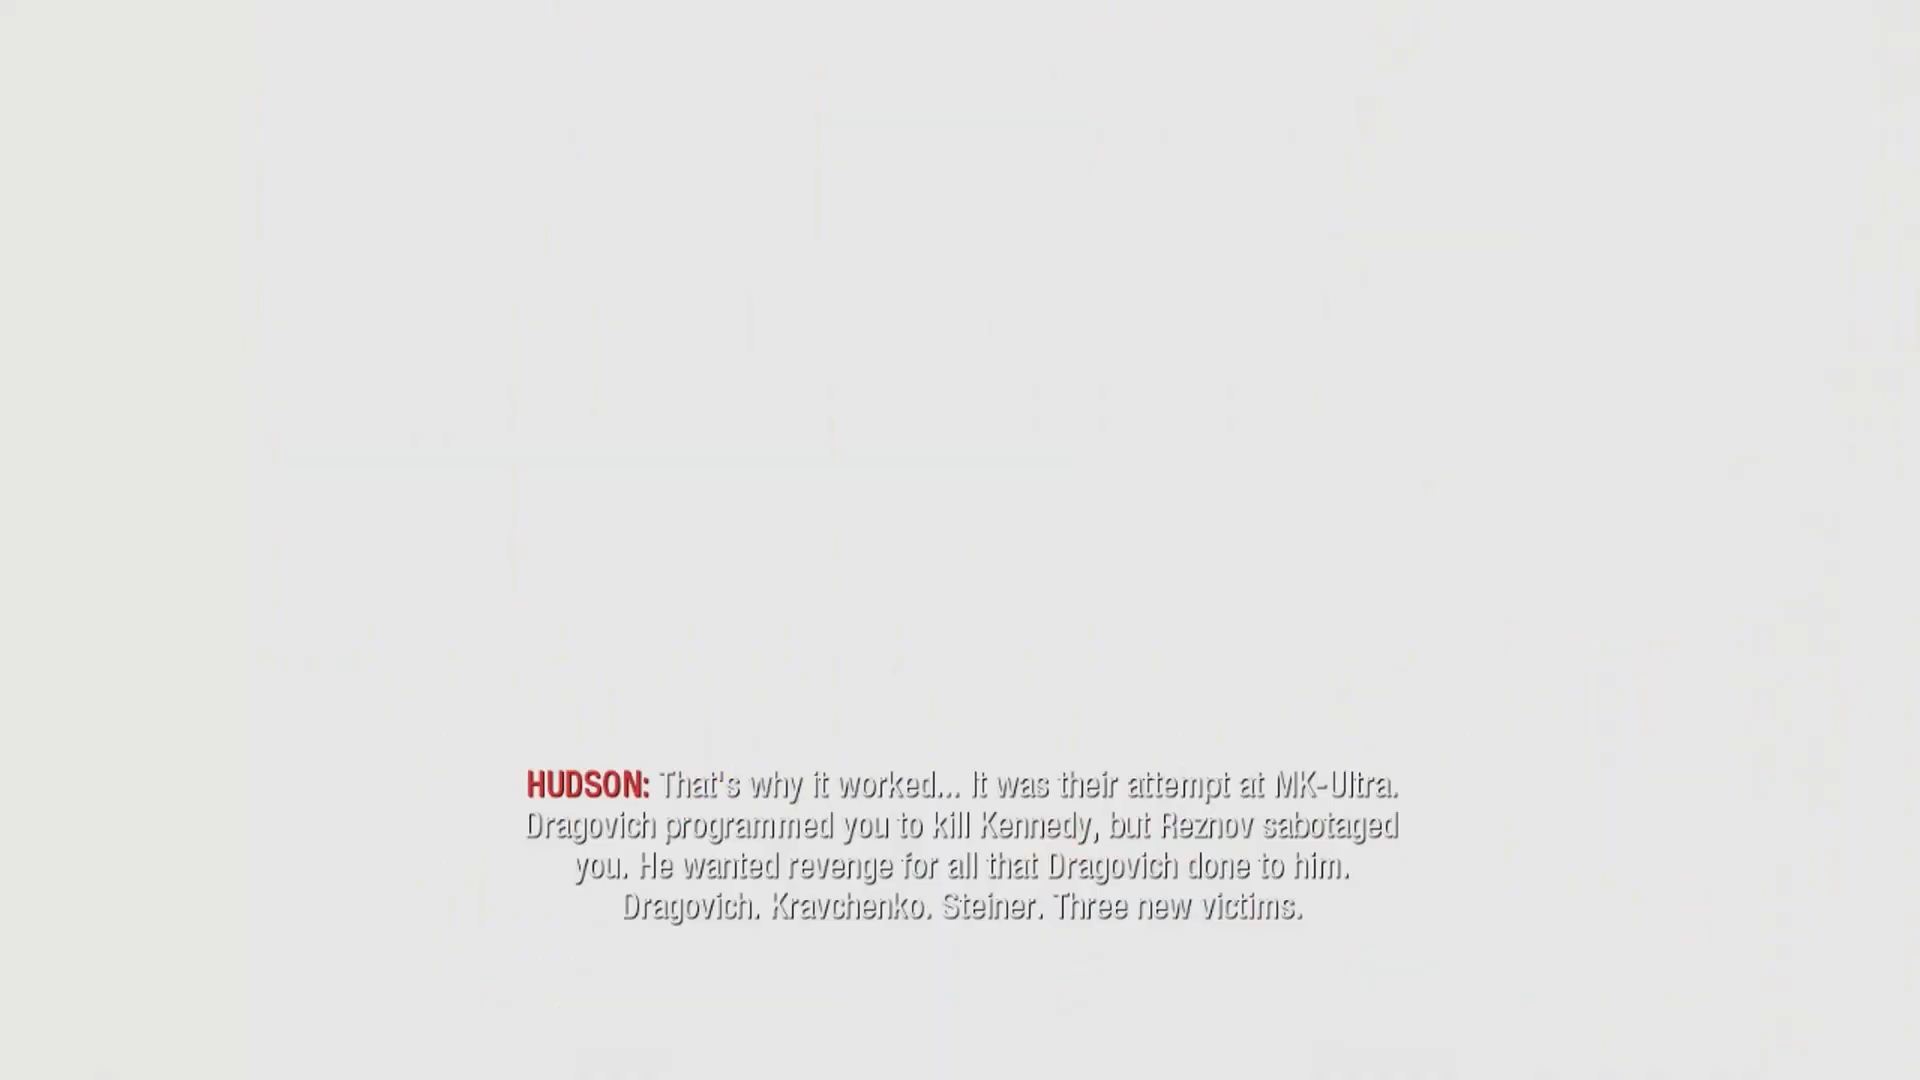 HUDSON: That's why it worked... It was their attempt at MK-Ultra.
Dragovich programmed you to kill Kennedy, but Reznov sabotaged
you. He wanted revenge for all that Dragovich done to him.
Dragovich. Kravchenko. Steiner. Three new victims.